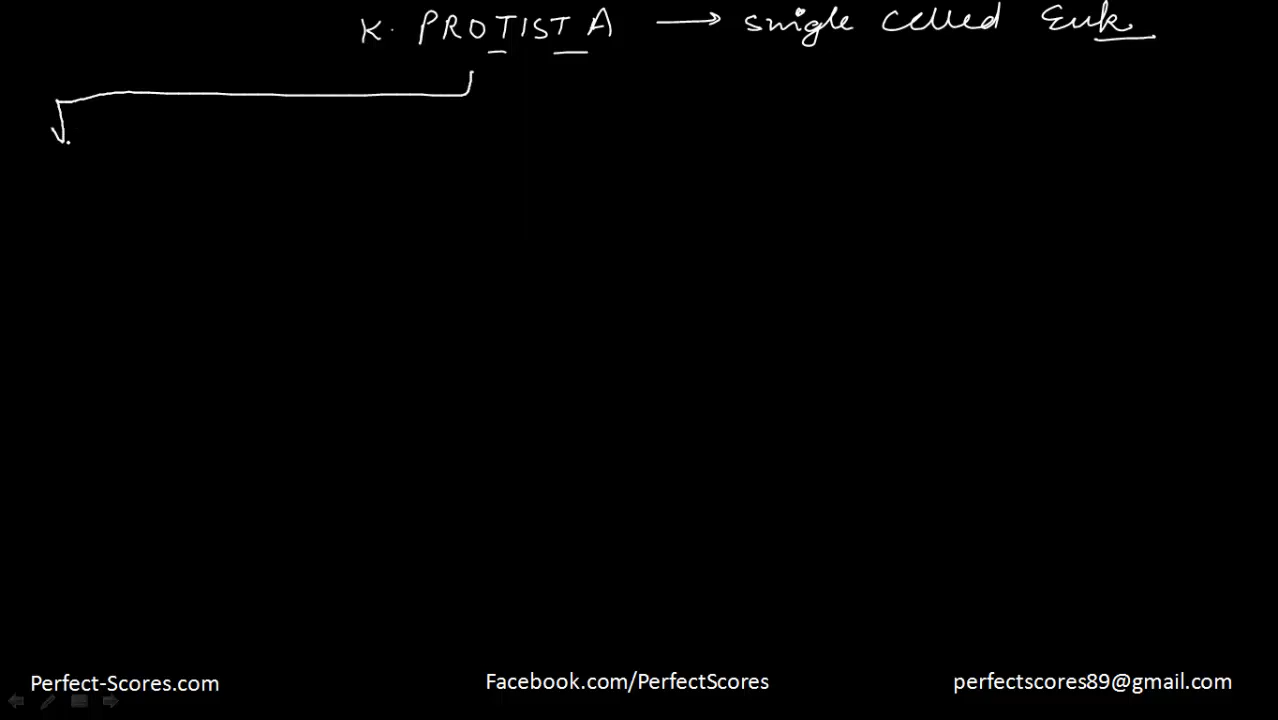 K. PROTISTA → single celled Euk
Perfect-Scores.com
Facebook.com/PerfectScores
perfectscores89@gmail.com